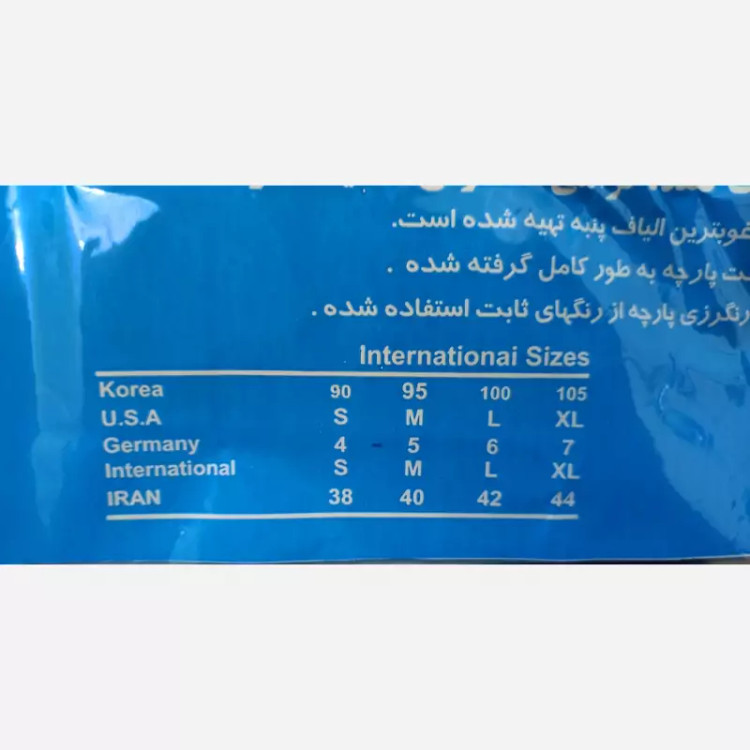 الیاف پنبه تهیه شده است.
پارچه به طور کامل گرفته شده .
رنگرزی پارچه از رنگهای ثابت استفاده شده .
Internationai Sizes
Korea 90 95 100 105
U.S.A S M L XL
Germany 4 - 5 6 7
International S M L XL
IRAN 38 40 42 44